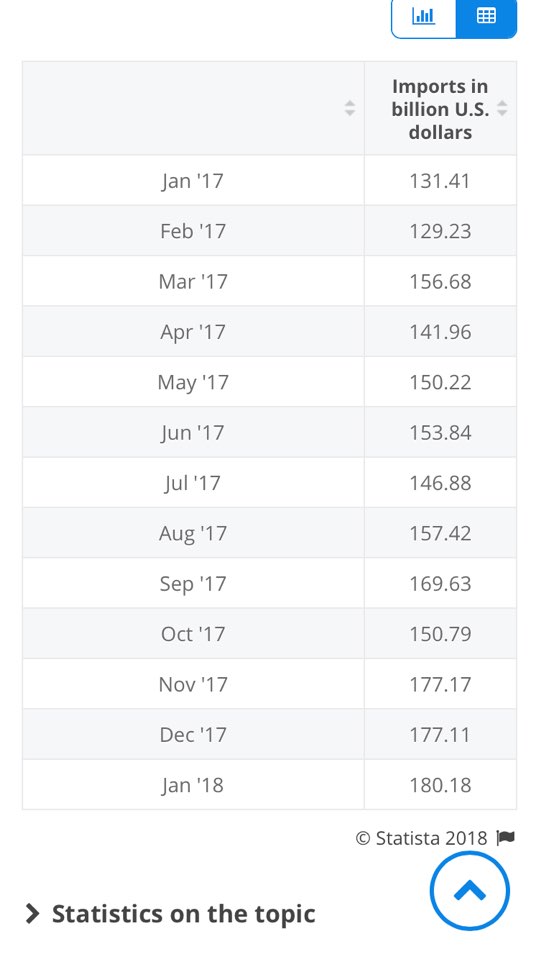 Imports in
billion U.S.
dollars
Jan '17 131.41
Feb '17 129.23
Mar '17 156.68
Apr '17 141.96
May '17 150.22
Jun '17 153.84
Jul '17 146.88
Aug '17 157.42
Sep '17 169.63
Oct '17 150.79
Nov '17 177.17
Dec '17 177.11
Jan '18 180.18
© Statista 2018
Statistics on the topic